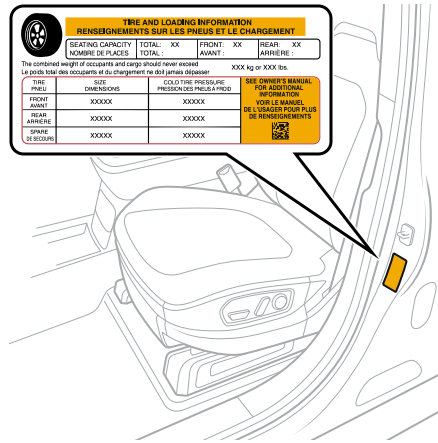 TIRE AND LOADING INFORMATION
RENSEIGNEMENTS SUR LES PNEUS ET LE CHARGEMENT
SEATING CAPACITY TOTAL: XX FRONT: XX REAR: XX
NOMBRE DE PLACES TOTAL : AVANT : ARRIÈRE :
The combined weight of occupants and cargo should never exceed
Le poids total des occupants et du chargement ne doit jamais dépasser
XXX kg or XXX lbs.
TIRE
PNEU
SIZE
DIMENSIONS
COLD TIRE PRESSURE
PRESSION DES PNEUS A FROID
FRONT
AVANT
XXXXX
XXXXX
REAR
ARRIÈRE
XXXXX
XXXXX
SPARE
DE SECOURS
XXXXX
XXXXX
SEE OWNER'S MANUAL
FOR ADDITIONAL
INFORMATION
VOIR LE MANUEL
DE L'USAGER POUR PLUS
DE RENSEIGNEMENTS